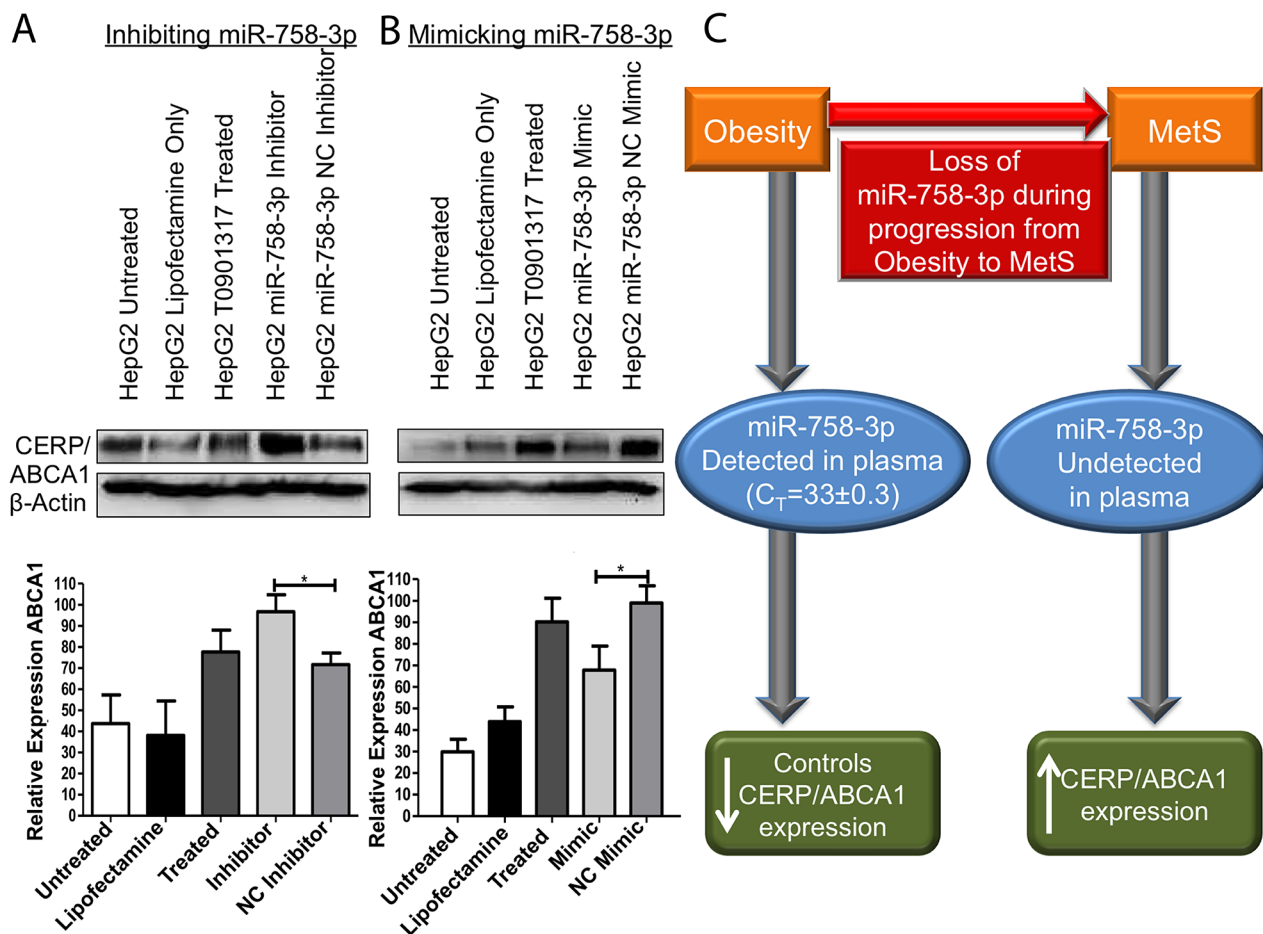 A
Inhibiting miR-758-3p
HepG2 Untreated
HepG2 Lipofectamine Only
HepG2 T0901317 Treated
HepG2 miR-758-3p Inhibitor
HepG2 miR-758-3p NC Inhibitor
CERP/
ABCA1
β-Actin
Relative Expression ABCA1
110
100
90
80
70
60
50
40
30
20
10
0
*
Untreated
Lipofectamine
Treated
Inhibitor
NC Inhibitor
B
Mimicking miR-758-3p
HepG2 Untreated
HepG2 Lipofectamine Only
HepG2 T0901317 Treated
HepG2 miR-758-3p Mimic
HepG2 miR-758-3p NC Mimic
Relative Expression ABCA1
110
100
90
80
70
60
50
40
30
20
10
0
*
Untreated
Lipofectamine
Treated
Mimic
NC Mimic
C
Obesity
MetS
Loss of
miR-758-3p during
progression from
Obesity to MetS
miR-758-3p
Detected in plasma
(C_T=33±0.3)
miR-758-3p
Undetected
in plasma
Controls
CERP/ABCA1
expression
CERP/ABCA1
expression